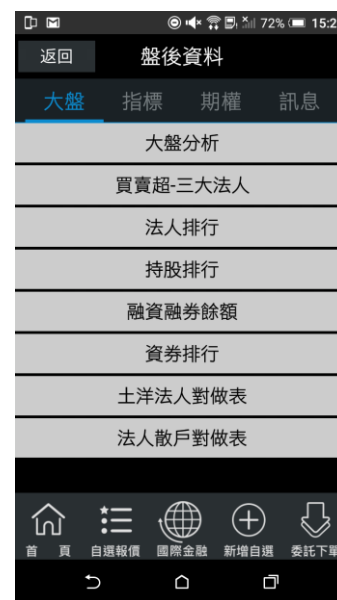 72% 15:2
返回 盤後資料
大盤 指標 期權 訊息
大盤分析
買賣超-三大法人
法人排行
持股排行
融資融券餘額
資券排行
土洋法人對做表
法人散戶對做表
首 頁 自選報價 國際金融 新增自選 委託下單